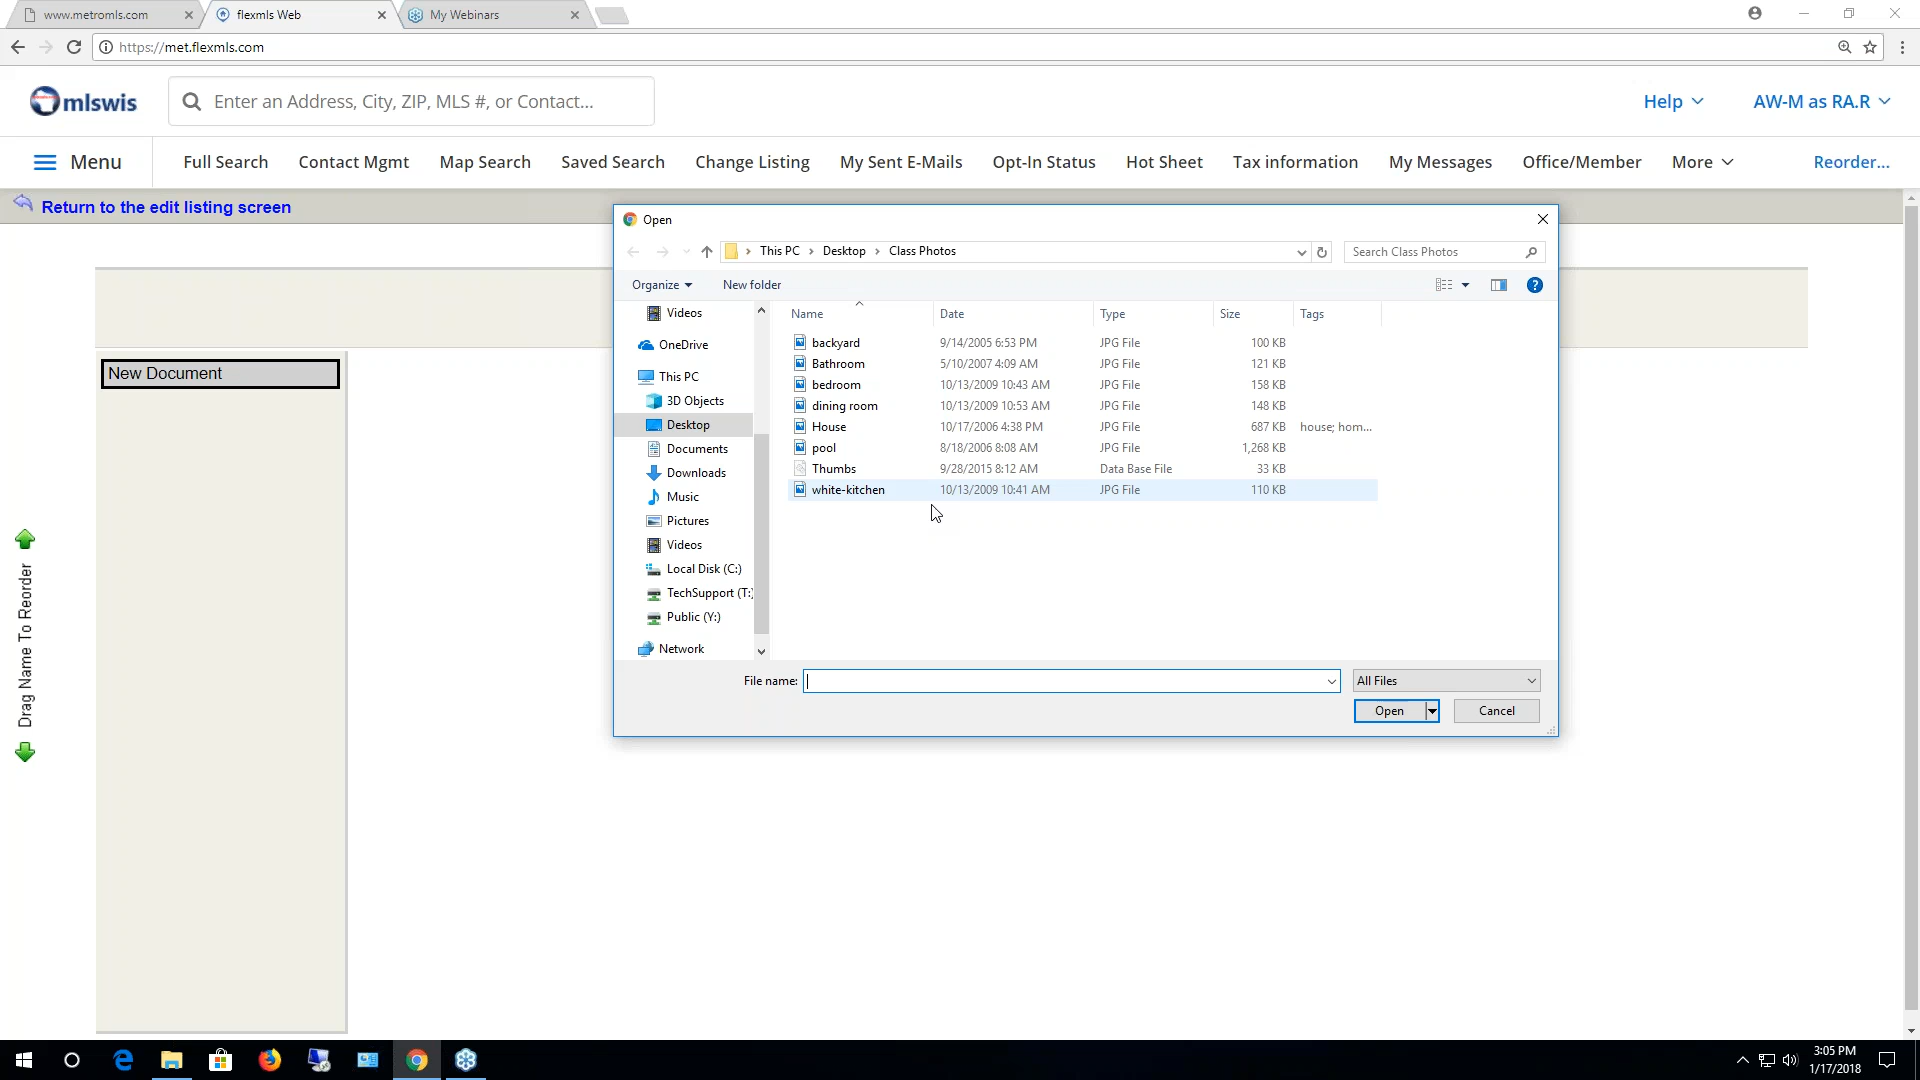 www.metromls.com
flexmls Web
My Webinars
https://met.flexmls.com
mlswis
Enter an Address, City, ZIP, MLS #, or Contact...
Help
AW-M as RA.R
Menu
Full Search
Contact Mgmt
Map Search
Saved Search
Change Listing
My Sent E-Mails
Opt-In Status
Hot Sheet
Tax information
My Messages
Office/Member
More
Reorder...
Return to the edit listing screen
New Document
Drag Name To Reorder
Open
This PC
Desktop
Class Photos
Search Class Photos
Organize
New folder
Videos
OneDrive
This PC
3D Objects
Desktop
Documents
Downloads
Music
Pictures
Videos
Local Disk (C:)
TechSupport (T:)
Public (Y:)
Network
Name Date Type Size Tags
backyard 9/14/2005 6:53 PM JPG File 100 KB
Bathroom 5/10/2007 4:09 AM JPG File 121 KB
bedroom 10/13/2009 10:43 AM JPG File 158 KB
dining room 10/13/2009 10:53 AM JPG File 148 KB
House 10/17/2006 4:38 PM JPG File 687 KB house; hom...
pool 8/18/2006 8:08 AM JPG File 1,268 KB
Thumbs 9/28/2015 8:12 AM Data Base File 33 KB
white-kitchen 10/13/2009 10:41 AM JPG File 110 KB
File name:
All Files
Open
Cancel
3:05 PM
1/17/2018